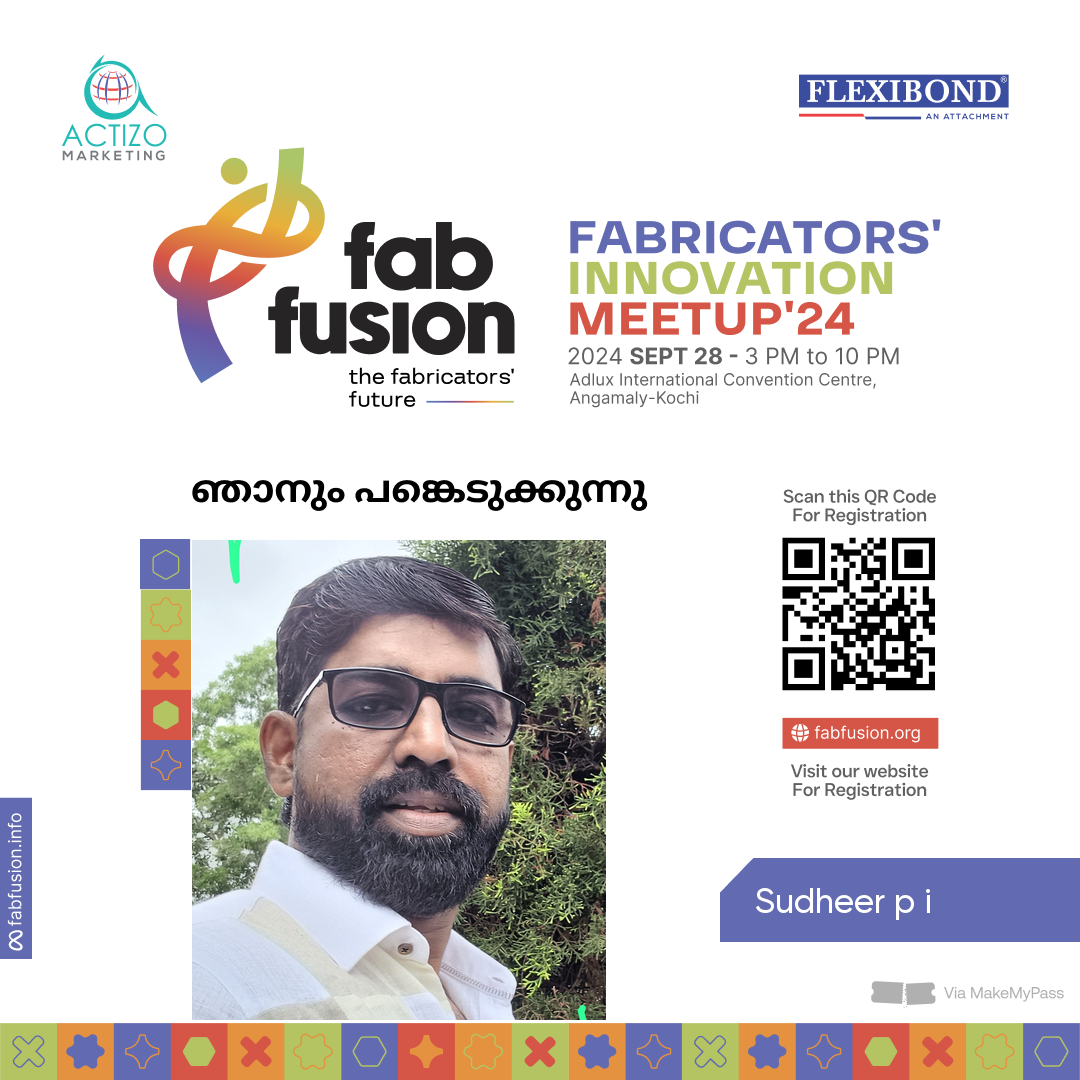 ACTIZO
MARKETING
FLEXIBOND®
AN ATTACHMENT
fab
fusion
the fabricators'
future
FABRICATORS'
INNOVATION
MEETUP'24
2024 SEPT 28 - 3 PM to 10 PM
Adlux International Convention Centre,
Angamaly-Kochi
ഞാനും പങ്കെടുക്കുന്നു
Scan this QR Code
For Registration
fabfusion.org
Visit our website
For Registration
fabfusion.info
Sudheer p i
Via MakeMyPass